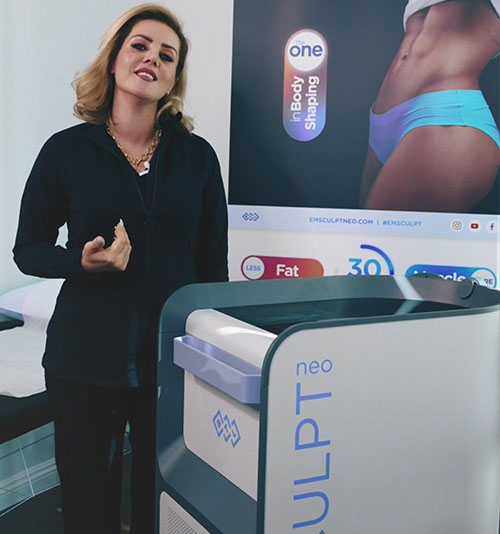 the
one
in Body
Shaping
EMSCULPTNEO.COM | #EMSCULPT
LESS
Fat
30
neo
SCULPT